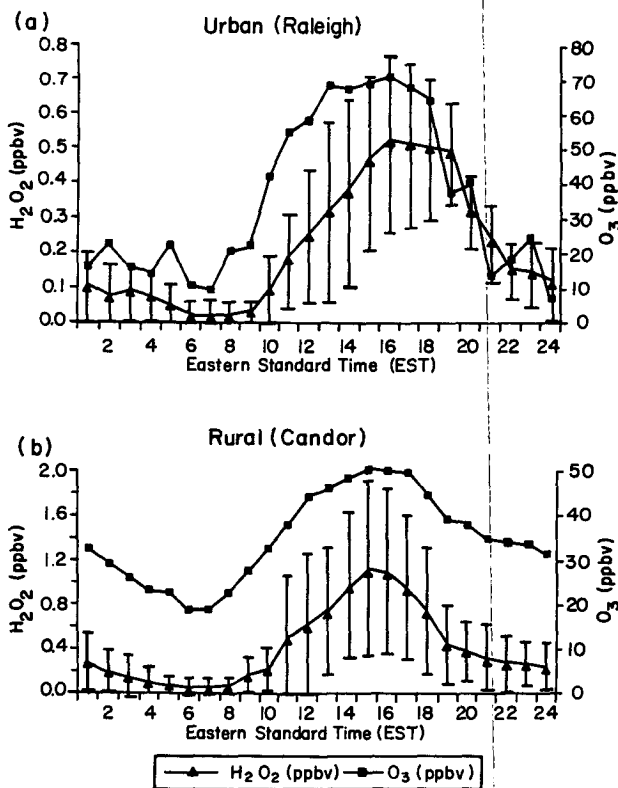 (a)
Urban (Raleigh)
H2O2 (ppbv)
0.8
0.7
0.6
0.5
0.4
0.3
0.2
0.1
0.0
80
70
60
50
40
30
20
10
0
O3 (ppbv)
2 4 6 8 10 12 14 16 18 20 22 24
Eastern Standard Time (EST)
(b)
Rural (Candor)
H2O2 (ppbv)
2.0
1.6
1.2
0.8
0.4
0.0
50
40
30
20
10
0
O3 (ppbv)
2 4 6 8 10 12 14 16 18 20 22 24
Eastern Standard Time (EST)
H2O2 (ppbv) O3 (ppbv)